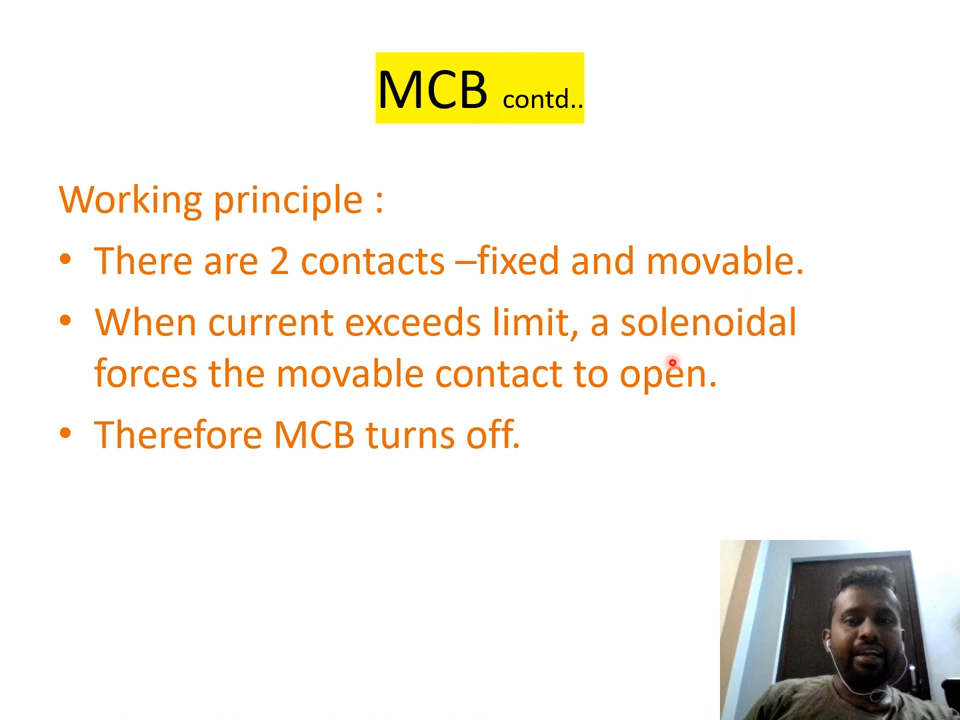 MCB contd..
Working principle :
• There are 2 contacts –fixed and movable.
• When current exceeds limit, a solenoidal
forces the movable contact to open.
• Therefore MCB turns off.